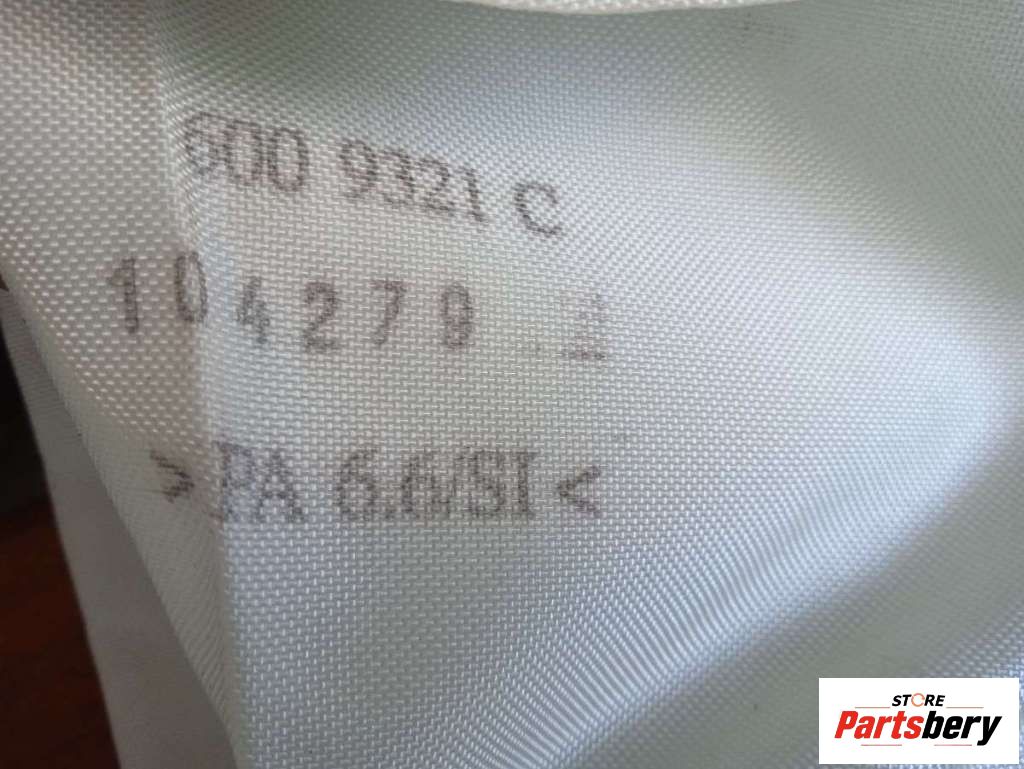 600 9321 C
104279
>PA 6.6/SI<
STORE
Partsbery